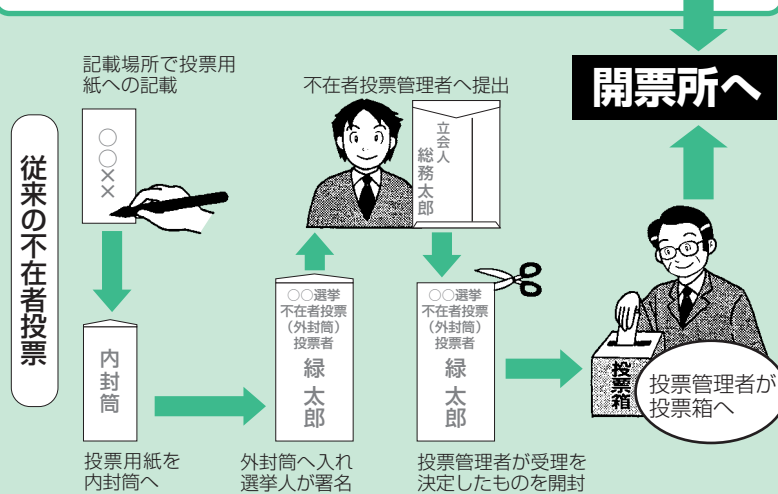 従来の不在者投票
記載場所で投票用
紙への記載
○○××
内封筒
投票用紙を
内封筒へ
○○選挙
不在者投票
(外封筒)
投票者
緑 太郎
外封筒へ入れ
選挙人が署名
不在者投票管理者へ提出
立会人
総務太郎
○○選挙
不在者投票
(外封筒)
投票者
緑 太郎
投票管理者が受理を
決定したものを開封
投票箱
投票管理者が
投票箱へ
開票所へ